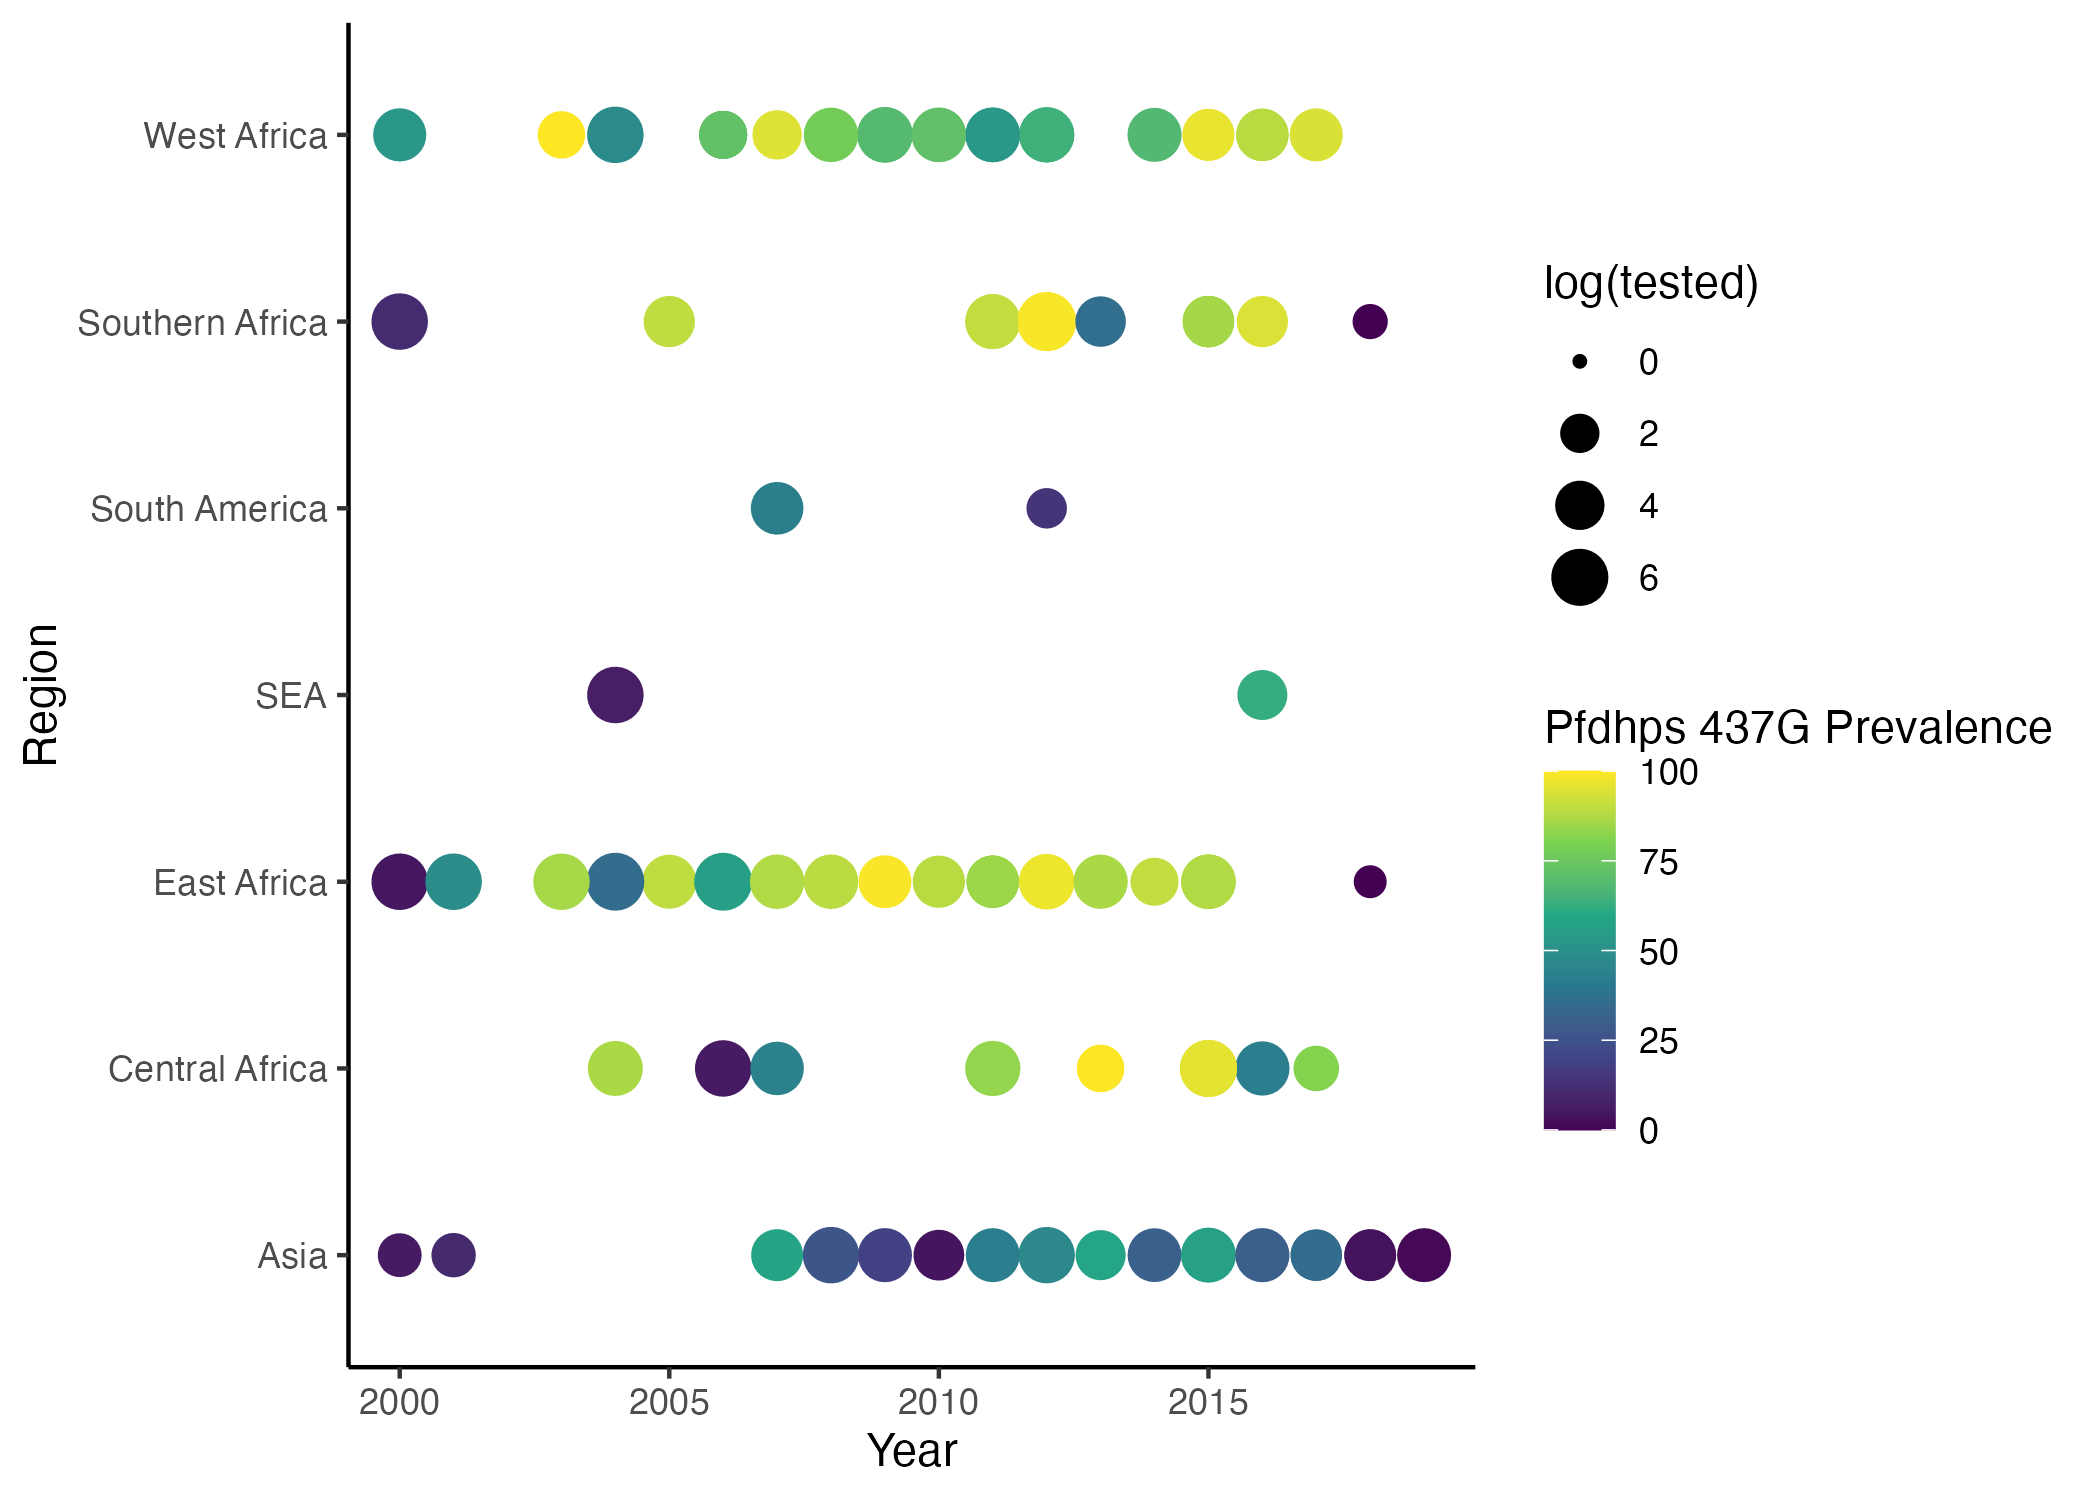 West Africa
Southern Africa
South America
SEA
East Africa
Central Africa
Asia
Region
2000
2005
2010
2015
Year
log(tested)
0
2
4
6
Pfdhps 437G Prevalence
100
75
50
25
0